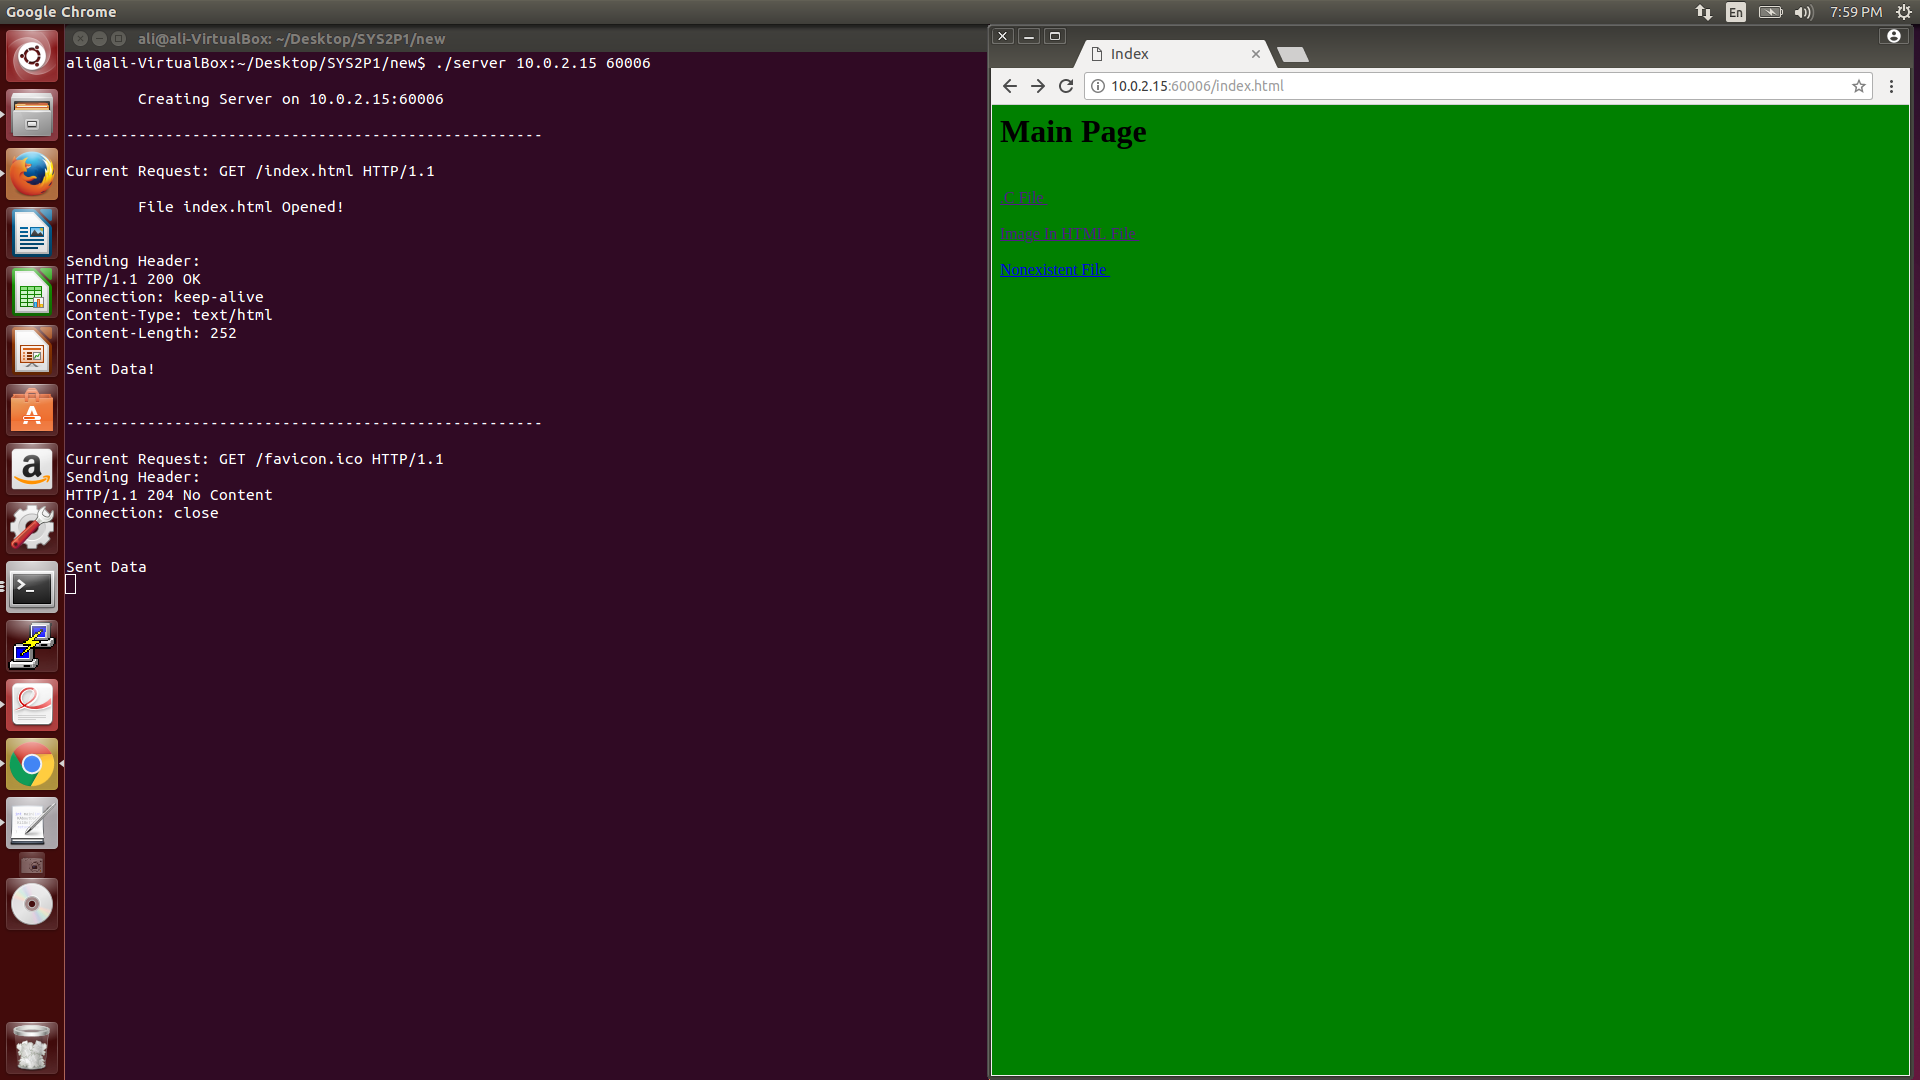 Google Chrome
En
7:59 PM
ali@ali-VirtualBox: ~/Desktop/SYS2P1/new
ali@ali-VirtualBox:~/Desktop/SYS2P1/new$ ./server 10.0.2.15 60006
Creating Server on 10.0.2.15:60006
-----------------------------------------------------
Current Request: GET /index.html HTTP/1.1
File index.html Opened!
Sending Header:
HTTP/1.1 200 OK
Connection: keep-alive
Content-Type: text/html
Content-Length: 252
Sent Data!
-----------------------------------------------------
Current Request: GET /favicon.ico HTTP/1.1
Sending Header:
HTTP/1.1 204 No Content
Connection: close
Sent Data
Index
10.0.2.15:60006/index.html
Main Page
.C File
Image In HTML File
Nonexistent File